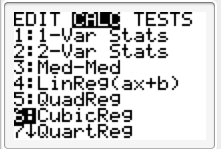 EDIT CALC TESTS
1:1-Var Stats
2:2-Var Stats
3:Med-Med
4:LinReg(ax+b)
5:QuadReg
6:CubicReg
7↓QuartReg